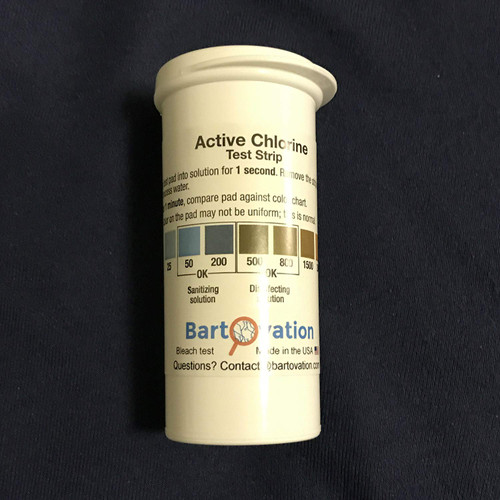 Active Chlorine
Test Strip
pad into solution for 1 second. Remove the
water.
minute, compare pad against color chart.
on the pad may not be uniform; this is normal
25 50 200 500 800 1500
OK OK
Sanitizing Disinfecting
solution solution
BartOvation
Bleach test Made in the USA
Questions? Contact @bartovation.com